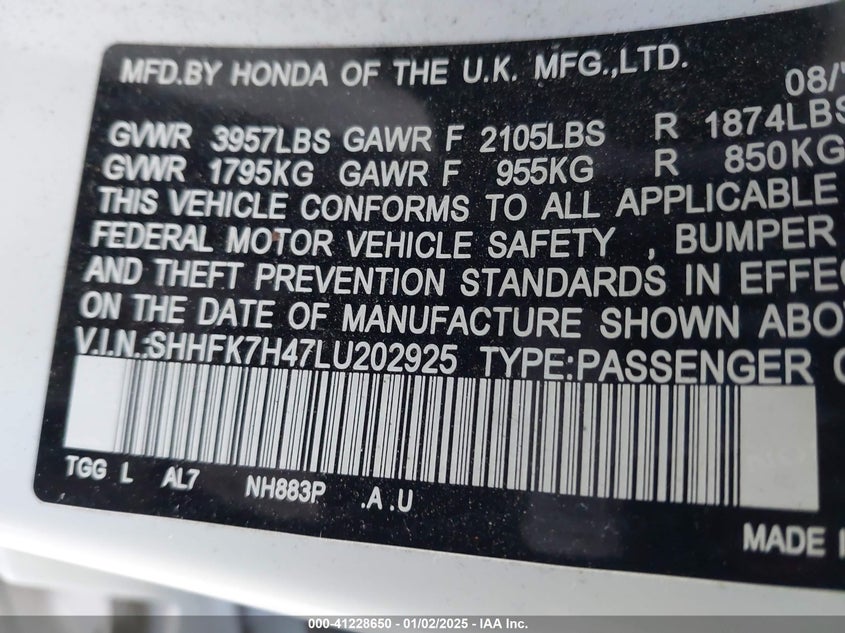 MFD.BY HONDA OF THE U.K. MFG.,LTD. 08/
GVWR 3957LBS GAWR F 2105LBS R 1874LBS
GVWR 1795KG GAWR F 955KG R 850KG
THIS VEHICLE CONFORMS TO ALL APPLICABLE
FEDERAL MOTOR VEHICLE SAFETY , BUMPER
AND THEFT PREVENTION STANDARDS IN EFFEC
ON THE DATE OF MANUFACTURE SHOWN ABO
V.I.N.:SHHFK7H47LU202925 TYPE:PASSENGER
TGG L AL7 NH883P .A .U
MADE I
000-41228650 - 01/02/2025 - IAA Inc.